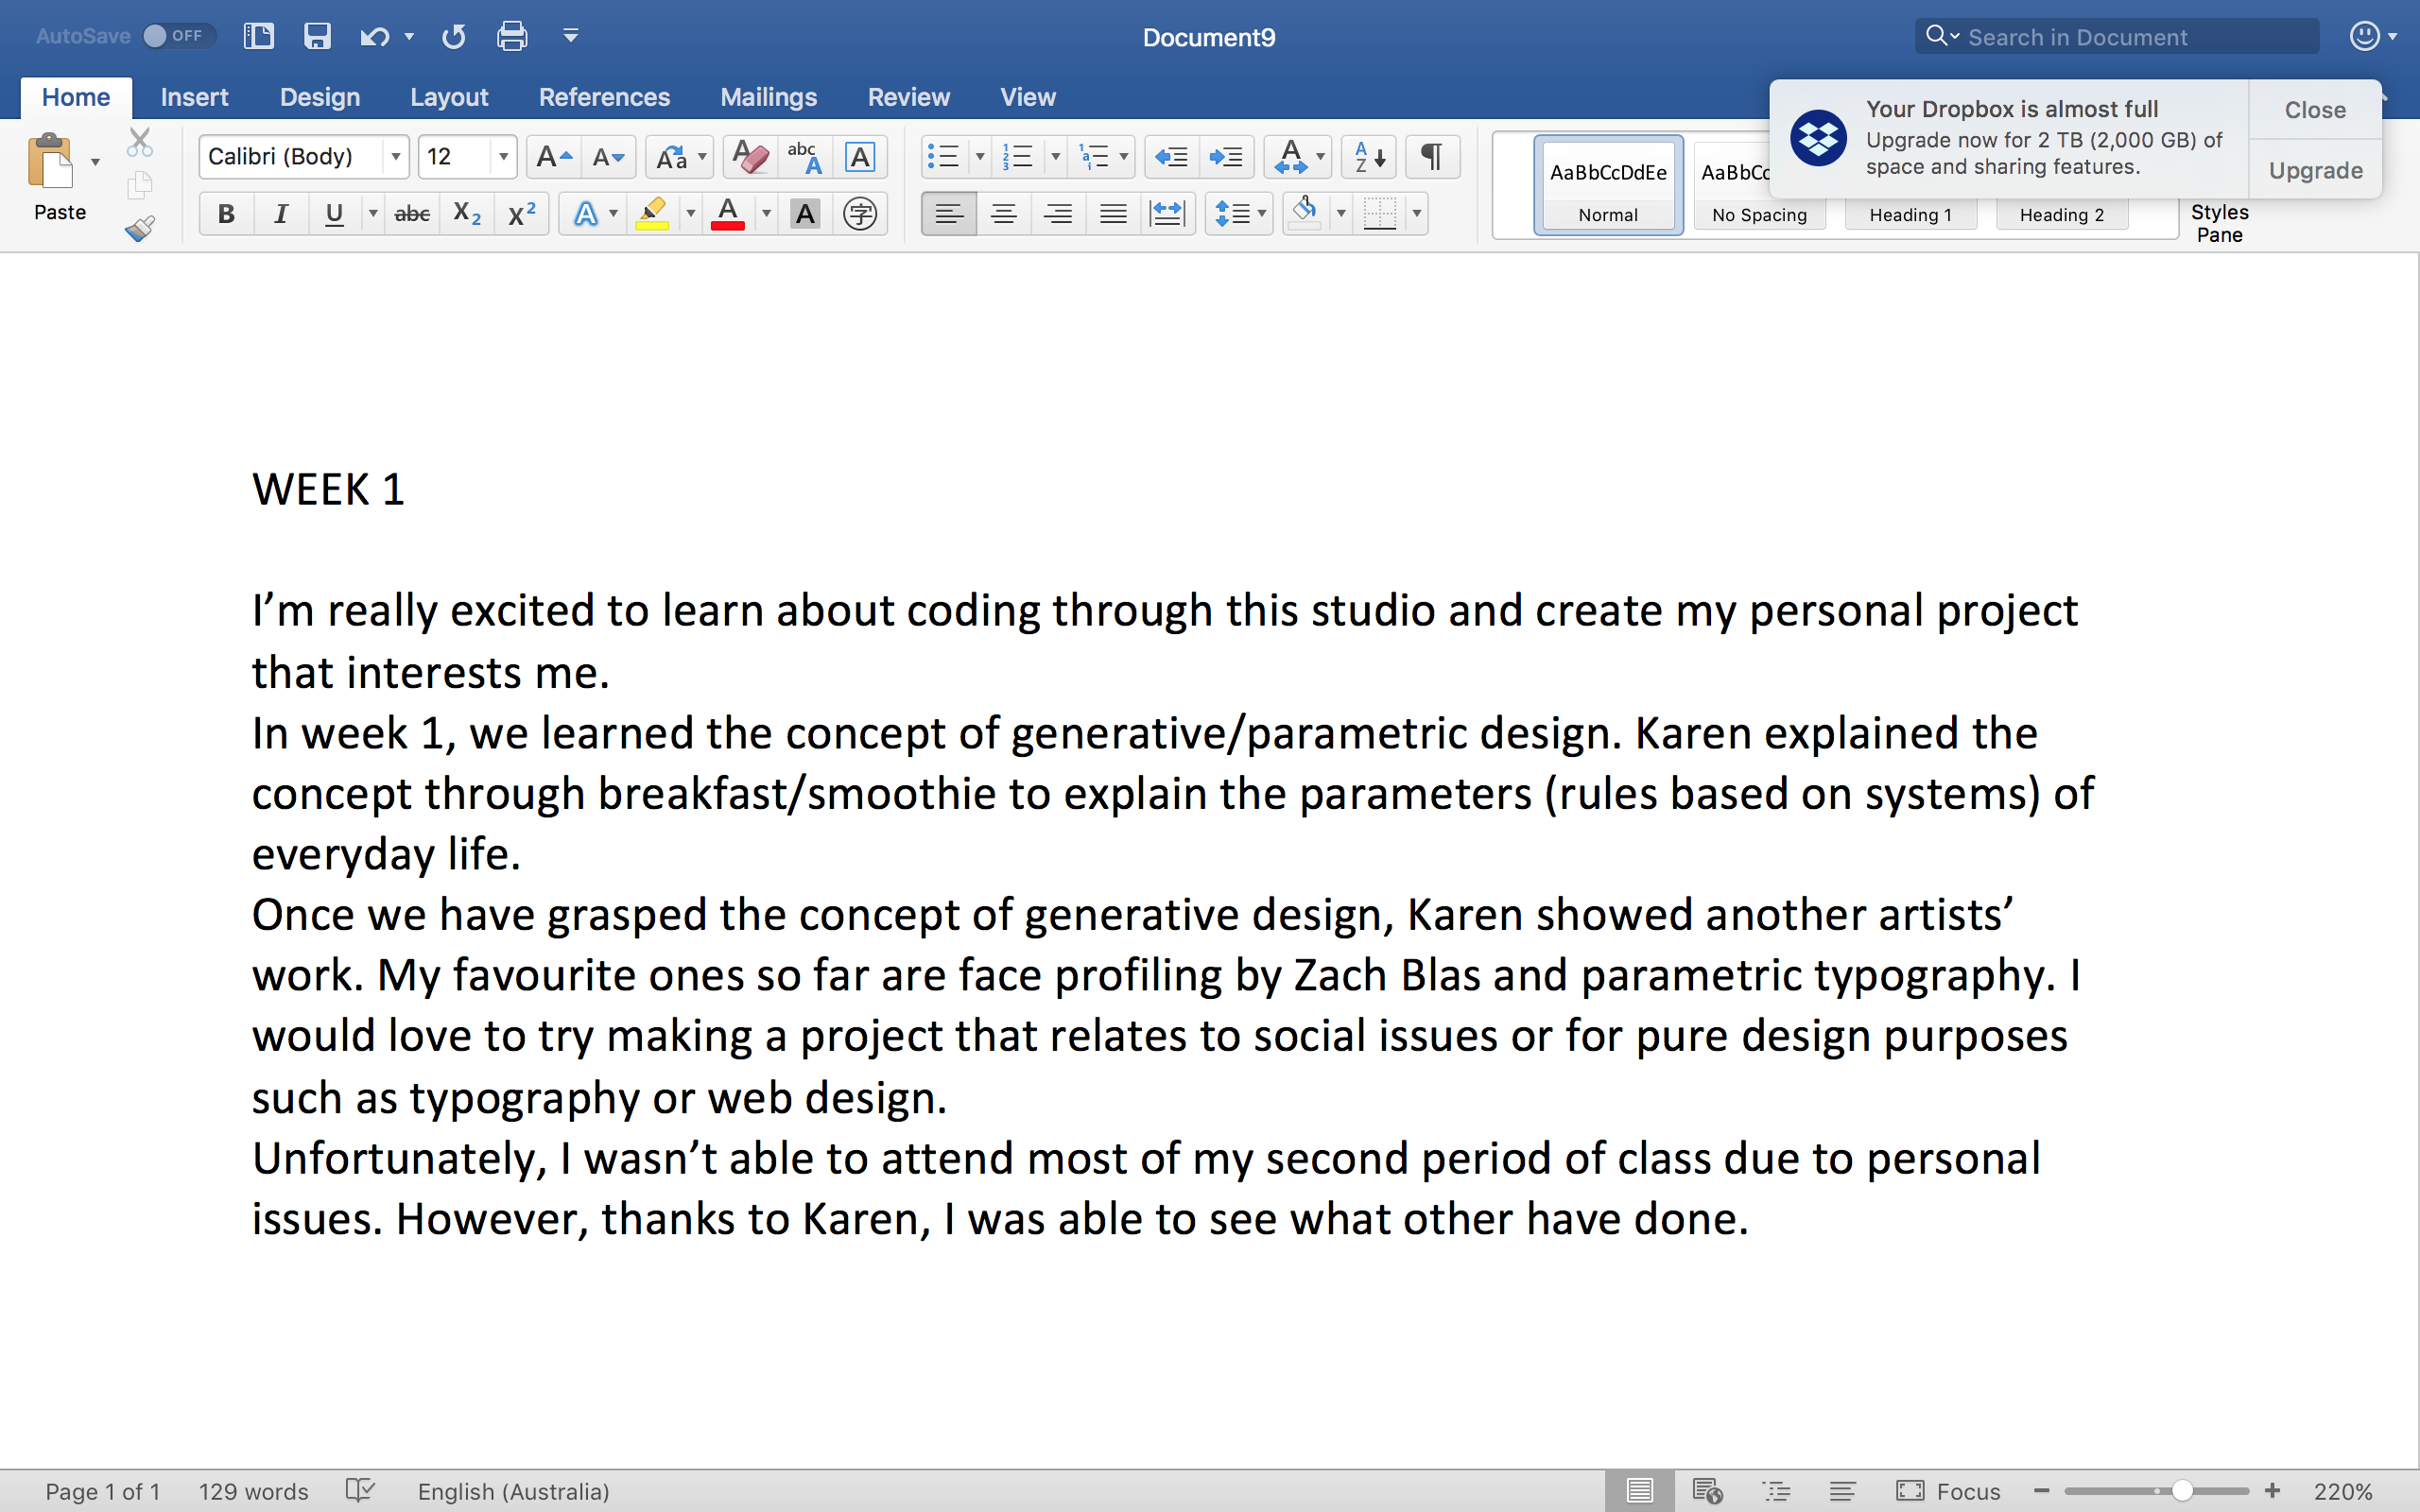 AutoSave OFF Document9 Search in Document
Home Insert Design Layout References Mailings Review View
Your Dropbox is almost full
Upgrade now for 2 TB (2,000 GB) of
space and sharing features.
Close
Upgrade
Paste
Calibri (Body) 12
AaBbCcDdEe
Normal
No Spacing
Heading 1
Heading 2
Styles
Pane
WEEK 1
I’m really excited to learn about coding through this studio and create my personal project
that interests me.
In week 1, we learned the concept of generative/parametric design. Karen explained the
concept through breakfast/smoothie to explain the parameters (rules based on systems) of
everyday life.
Once we have grasped the concept of generative design, Karen showed another artists’
work. My favourite ones so far are face profiling by Zach Blas and parametric typography. I
would love to try making a project that relates to social issues or for pure design purposes
such as typography or web design.
Unfortunately, I wasn’t able to attend most of my second period of class due to personal
issues. However, thanks to Karen, I was able to see what other have done.
Page 1 of 1 129 words English (Australia) Focus 220%